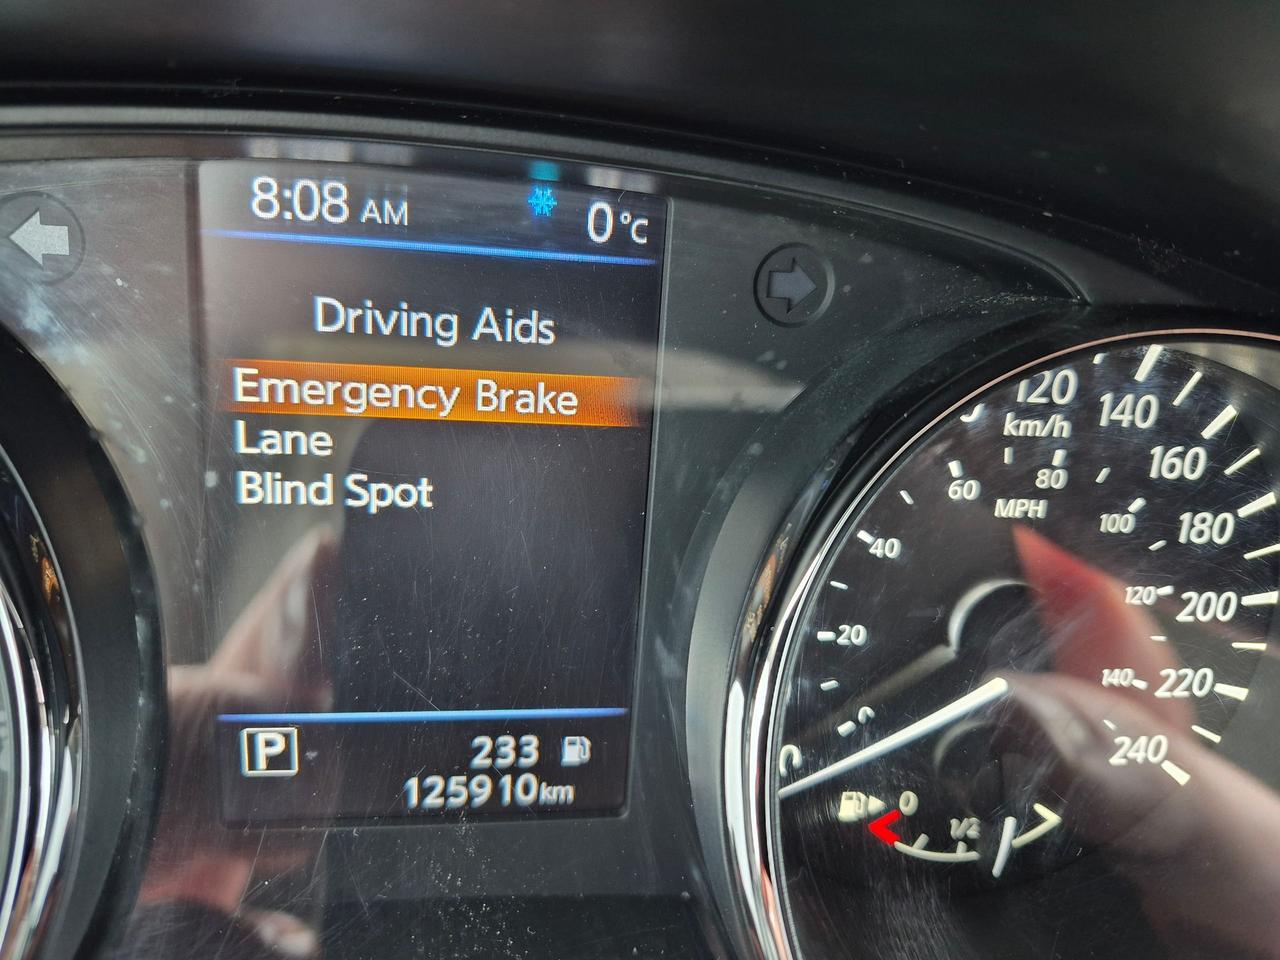 8:08 AM 0°C
Driving Aids
Emergency Brake
Lane
Blind Spot
P 233
125910km
120
km/h
140
160
180
200
220
240
20
40
60
80
100
120
140
MPH
0
1/2